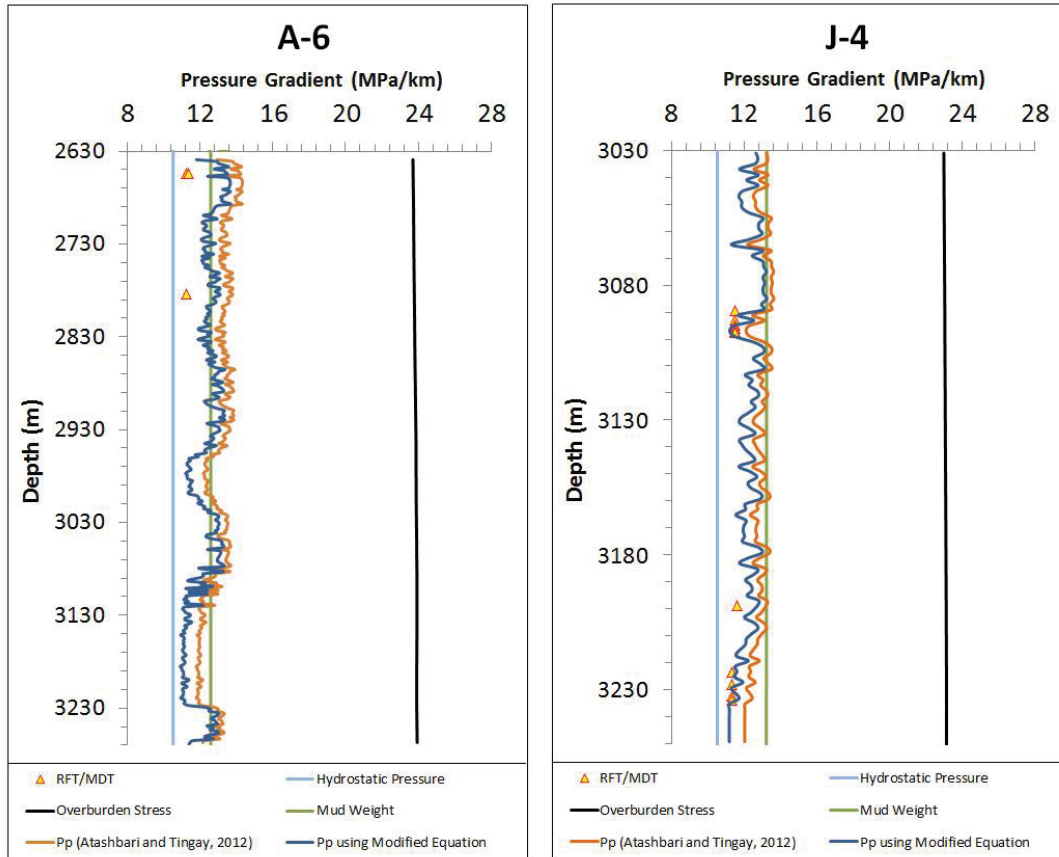 A-6
Pressure Gradient (MPa/km)
8 12 16 20 24 28
2630
2730
2830
2930
3030
3130
3230
Depth (m)
RFT/MDT
Hydrostatic Pressure
Overburden Stress
Mud Weight
Pp (Atashbari and Tingay, 2012)
Pp using Modified Equation
J-4
Pressure Gradient (MPa/km)
8 12 16 20 24 28
3030
3080
3130
3180
3230
Depth (m)
RFT/MDT
Hydrostatic Pressure
Overburden Stress
Mud Weight
Pp (Atashbari and Tingay, 2012)
Pp using Modified Equation